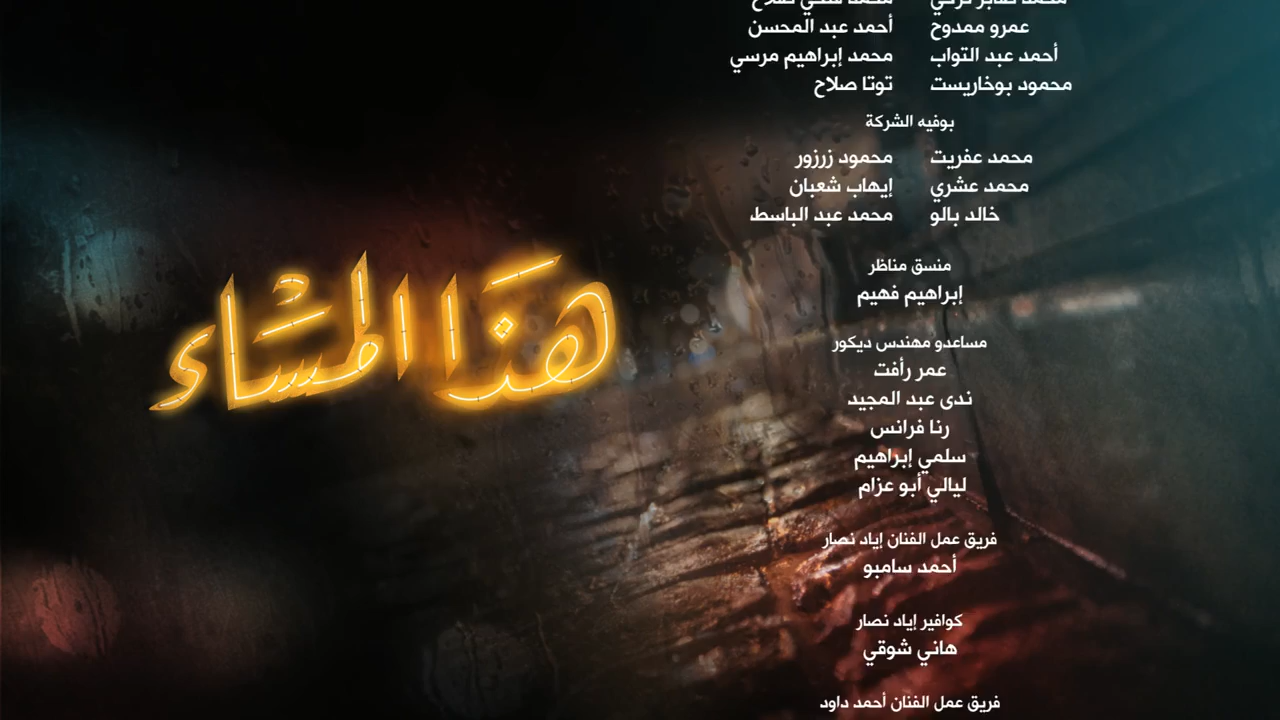 عمرو ممدوح أحمد عبد المحسن
أحمد عبد التواب محمد إبراهيم مرسي
محمود بوخاريست توتا صلاح
بوفيه الشركة
محمد عفريت محمود زرزور
محمد عشري إيهاب شعبان
خالد بالو محمد عبد الباسط
منسق مناظر
إبراهيم فهيم
مساعدو مهندس ديكور
عمر رأفت
ندى عبد المجيد
رنا فرانس
سلمي إبراهيم
ليالي أبو عزام
فريق عمل الفنان إياد نصار
أحمد سامبو
كوافير إياد نصار
هاني شوقي
فريق عمل الفنان أحمد داود
هَذَا المسَْاء